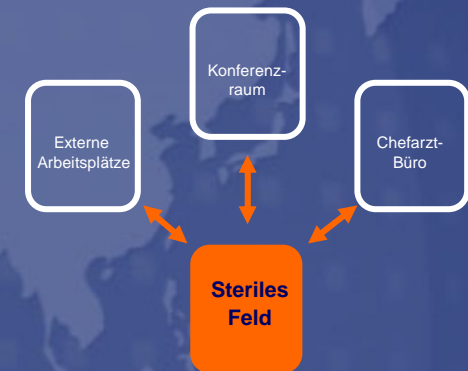 Konferenz-
raum
Externe
Arbeitsplätze
Chefarzt-
Büro
Steriles
Feld